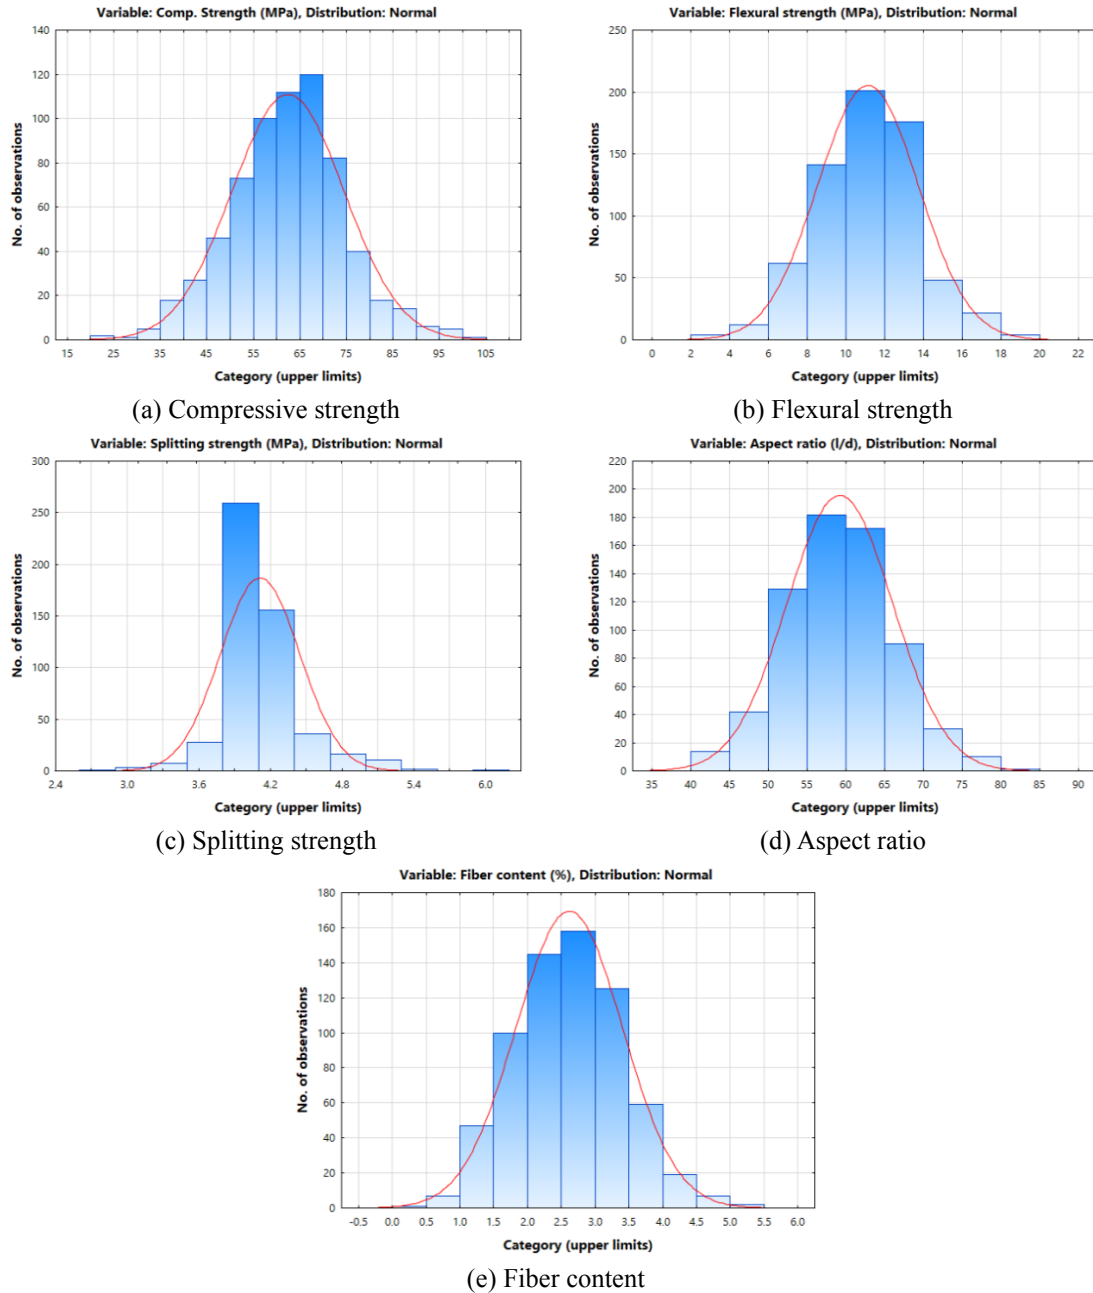 Variable: Comp. Strength (MPa), Distribution: Normal
No. of observations
140
120
100
80
60
40
20
0
15 25 35 45 55 65 75 85 95 105
Category (upper limits)
(a) Compressive strength
Variable: Flexural strength (MPa), Distribution: Normal
No. of observations
250
200
150
100
50
0
0 2 4 6 8 10 12 14 16 18 20 22
Category (upper limits)
(b) Flexural strength
Variable: Splitting strength (MPa), Distribution: Normal
No. of observations
300
250
200
150
100
50
0
2.4 3.0 3.6 4.2 4.8 5.4 6.0
Category (upper limits)
(c) Splitting strength
Variable: Aspect ratio (l/d), Distribution: Normal
No. of observations
220
200
180
160
140
120
100
80
60
40
20
0
35 40 45 50 55 60 65 70 75 80 85 90
Category (upper limits)
(d) Aspect ratio
Variable: Fiber content (%), Distribution: Normal
No. of observations
180
160
140
120
100
80
60
40
20
0
-0.5 0.0 0.5 1.0 1.5 2.0 2.5 3.0 3.5 4.0 4.5 5.0 5.5 6.0
Category (upper limits)
(e) Fiber content